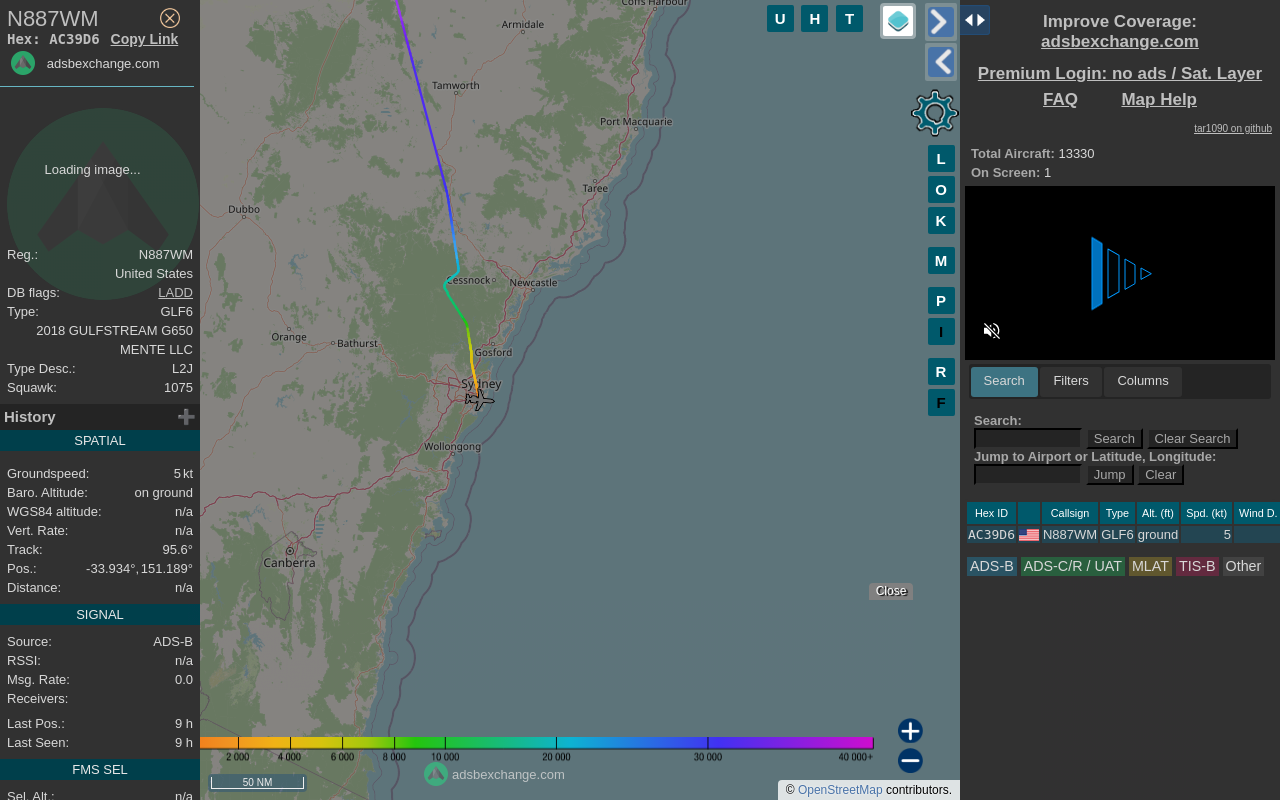 N887WM
Hex: AC39D6 Copy Link
adsbexchange.com
Loading image...
Reg.: N887WM
United States
DB flags: LADD
Type: GLF6
2018 GULFSTREAM G650
MENTE LLC
Type Desc.: L2J
Squawk: 1075
History
SPATIAL
Groundspeed: 5 kt
Baro. Altitude: on ground
WGS84 altitude: n/a
Vert. Rate: n/a
Track: 95.6°
Pos.: -33.934°, 151.189°
Distance: n/a
SIGNAL
Source: ADS-B
RSSI: n/a
Msg. Rate: 0.0
Receivers:
Last Pos.: 9 h
Last Seen: 9 h
FMS SEL
Sel. Alt.: n/a
Coffs Harbour
Armidale
Tamworth
Port Macquarie
Taree
Dubbo
Cessnock
Newcastle
Orange
Bathurst
Gosford
Sydney
Wollongong
Canberra
U H T
L
O
K
M
P
I
R
F
Close
2 000 4 000 6 000 8 000 10 000 20 000 30 000 40 000+
50 NM
adsbexchange.com
© OpenStreetMap contributors.
Improve Coverage:
adsbexchange.com
Premium Login: no ads / Sat. Layer
FAQ Map Help
tar1090 on github
Total Aircraft: 13330
On Screen: 1
Search Filters Columns
Search:
Search Clear Search
Jump to Airport or Latitude, Longitude:
Jump Clear
Hex ID Callsign Type Alt. (ft) Spd. (kt) Wind D.
AC39D6 N887WM GLF6 ground 5
ADS-B ADS-C/R / UAT MLAT TIS-B Other